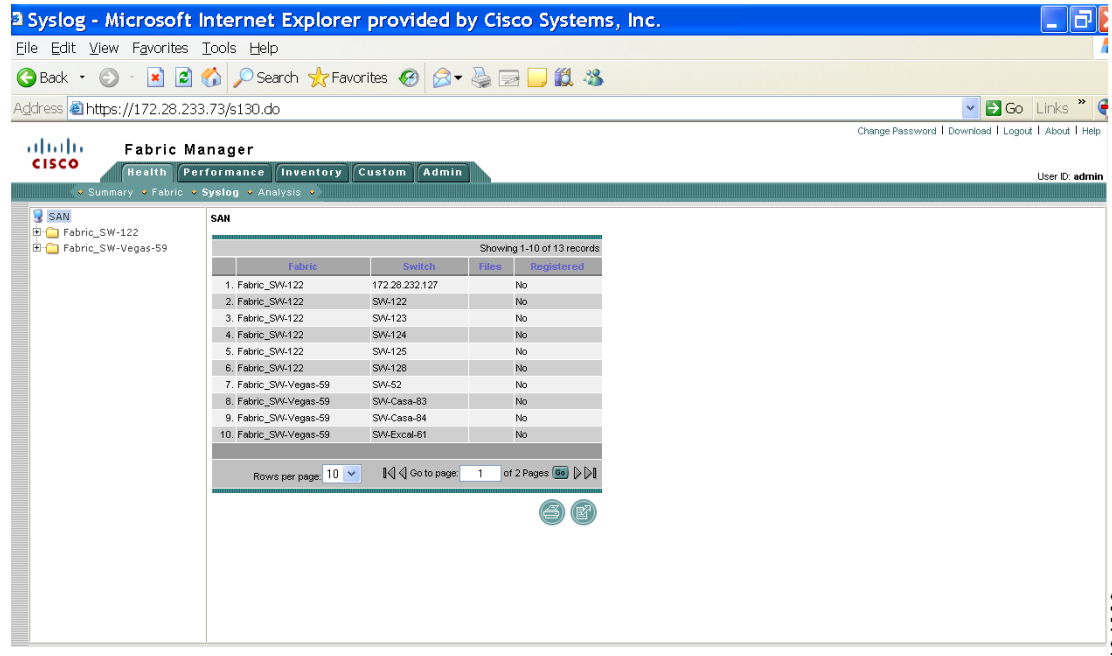 Syslog - Microsoft Internet Explorer provided by Cisco Systems, Inc.
File Edit View Favorites Tools Help
Back Search Favorites
Address https://172.28.233.73/s130.do Go Links »
Change Password | Download | Logout | About | Help
CISCO Fabric Manager
Health Performance Inventory Custom Admin
User ID: admin
Summary Fabric Syslog Analysis
SAN
Fabric_SW-122
Fabric_SW-Vegas-59
SAN
Showing 1-10 of 13 records
Fabric Switch Files Registered
1. Fabric_SW-122 172.28.232.127 No
2. Fabric_SW-122 SW-122 No
3. Fabric_SW-122 SW-123 No
4. Fabric_SW-122 SW-124 No
5. Fabric_SW-122 SW-125 No
6. Fabric_SW-122 SW-128 No
7. Fabric_SW-Vegas-59 SW-52 No
8. Fabric_SW-Vegas-59 SW-Casa-83 No
9. Fabric_SW-Vegas-59 SW-Casa-84 No
10. Fabric_SW-Vegas-59 SW-Excal-61 No
Rows per page: 10 Go to page: 1 of 2 Pages Go